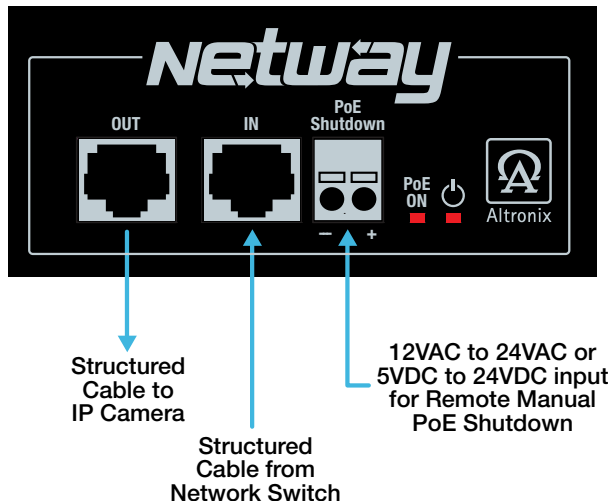 Netway
OUT
IN
PoE
Shutdown
PoE
ON
Altronix
– +
Structured
Cable to
IP Camera
Structured
Cable from
Network Switch
12VAC to 24VAC or
5VDC to 24VDC input
for Remote Manual
PoE Shutdown